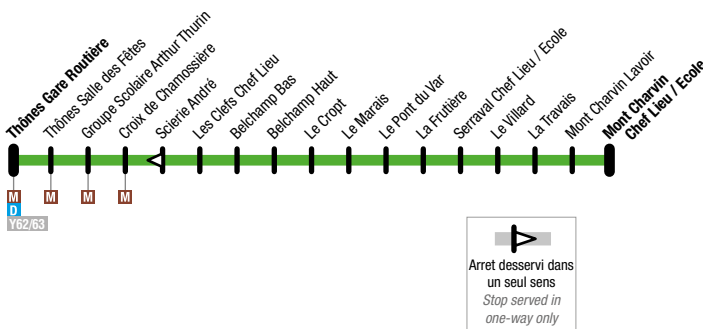 Thônes Gare Routière
Thônes Salle des Fêtes
Groupe Scolaire Arthur Thurin
Croix de Chamossière
Scierie André
Les Clefs Chef Lieu
Belchamp Bas
Belchamp Haut
Le Cropt
Le Marais
Le Pont du Var
La Frutière
Serraval Chef Lieu / Ecole
Le Villard
La Travais
Mont Charvin Lavoir
Mont Charvin
Chef Lieu / Ecole
M
M
M
M
D
Y62/63
Arret desservi dans
un seul sens
Stop served in
one-way only